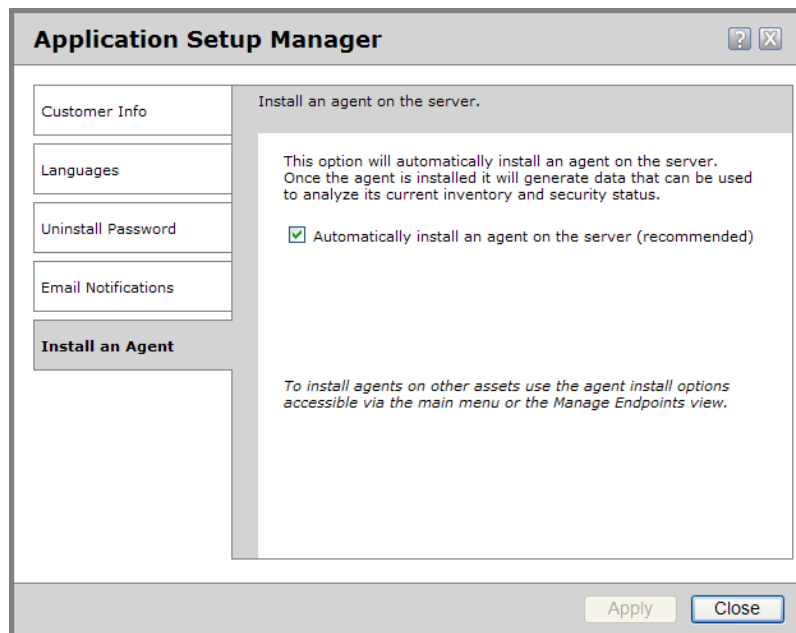 Application Setup Manager
? X
Customer Info
Languages
Uninstall Password
Email Notifications
Install an Agent
Install an agent on the server.
This option will automatically install an agent on the server.
Once the agent is installed it will generate data that can be used
to analyze its current inventory and security status.
Automatically install an agent on the server (recommended)
To install agents on other assets use the agent install options
accessible via the main menu or the Manage Endpoints view.
Apply
Close